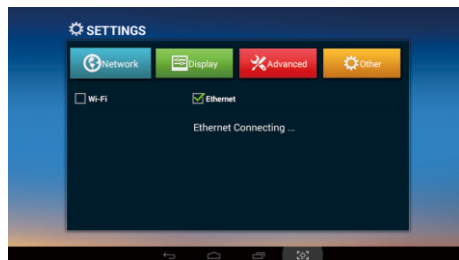 SETTINGS
Network Display Advanced Other
Wi-Fi Ethernet
Ethernet Connecting ...